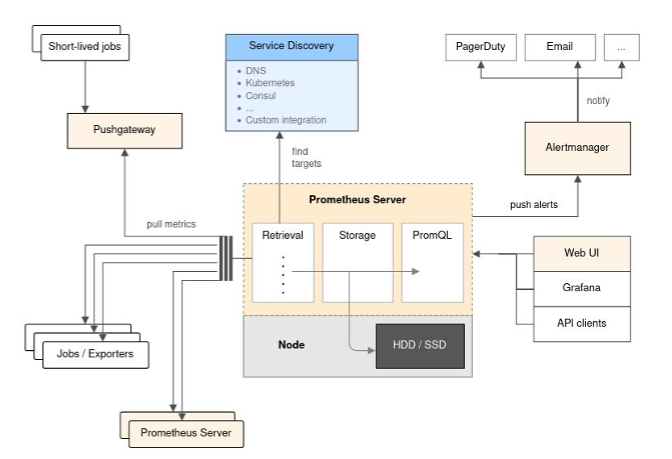 Short-lived jobs
Service Discovery
• DNS
• Kubernetes
• Consul
• ...
• Custom integration
PagerDuty
Email
...
notify
Pushgateway
Alertmanager
find
targets
pull metrics
Prometheus Server
push alerts
Retrieval
Storage
PromQL
Web UI
Grafana
API clients
Jobs / Exporters
Node
HDD / SSD
Prometheus Server